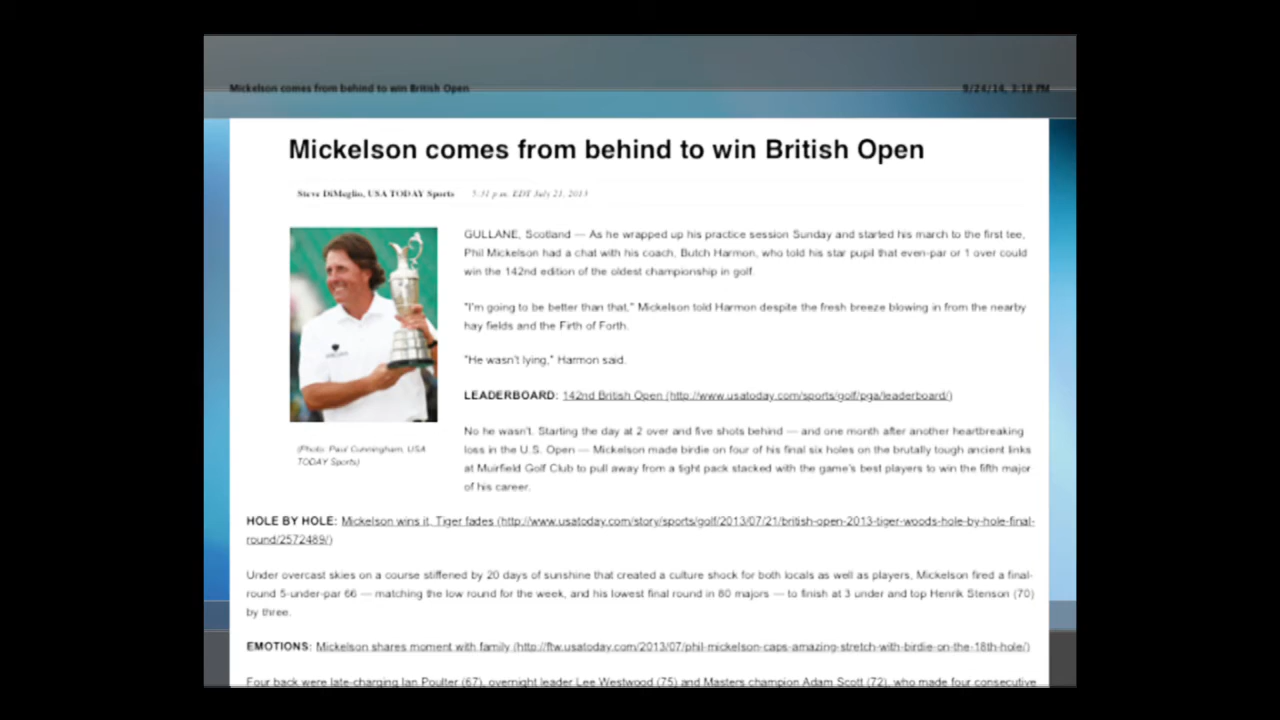 Mickelson comes from behind to win British Open
9/24/14, 3:18 PM
Mickelson comes from behind to win British Open
Steve DiMeglio, USA TODAY Sports 5:31 p.m. EDT July 21, 2013
GULLANE, Scotland — As he wrapped up his practice session Sunday and started his march to the first tee,
Phil Mickelson had a chat with his coach, Butch Harmon, who told his star pupil that even-par or 1 over could
win the 142nd edition of the oldest championship in golf.
"I'm going to be better than that," Mickelson told Harmon despite the fresh breeze blowing in from the nearby
hay fields and the Firth of Forth.
"He wasn't lying," Harmon said.
LEADERBOARD: 142nd British Open (http://www.usatoday.com/sports/golf/pga/leaderboard/)
(Photo: Paul Cunningham, USA
TODAY Sports)
No he wasn't. Starting the day at 2 over and five shots behind — and one month after another heartbreaking
loss in the U.S. Open — Mickelson made birdie on four of his final six holes on the brutally tough ancient links
at Muirfield Golf Club to pull away from a tight pack stacked with the game's best players to win the fifth major
of his career.
HOLE BY HOLE: Mickelson wins it, Tiger fades (http://www.usatoday.com/story/sports/golf/2013/07/21/british-open-2013-tiger-woods-hole-by-hole-final-
round/2572489/)
Under overcast skies on a course stiffened by 20 days of sunshine that created a culture shock for both locals as well as players, Mickelson fired a final-
round 5-under-par 66 — matching the low round for the week, and his lowest final round in 80 majors — to finish at 3 under and top Henrik Stenson (70)
by three.
EMOTIONS: Mickelson shares moment with family (http://ftw.usatoday.com/2013/07/phil-mickelson-caps-amazing-stretch-with-birdie-on-the-18th-hole/)
Four back were late-charging Ian Poulter (67), overnight leader Lee Westwood (75) and Masters champion Adam Scott (72), who made four consecutive